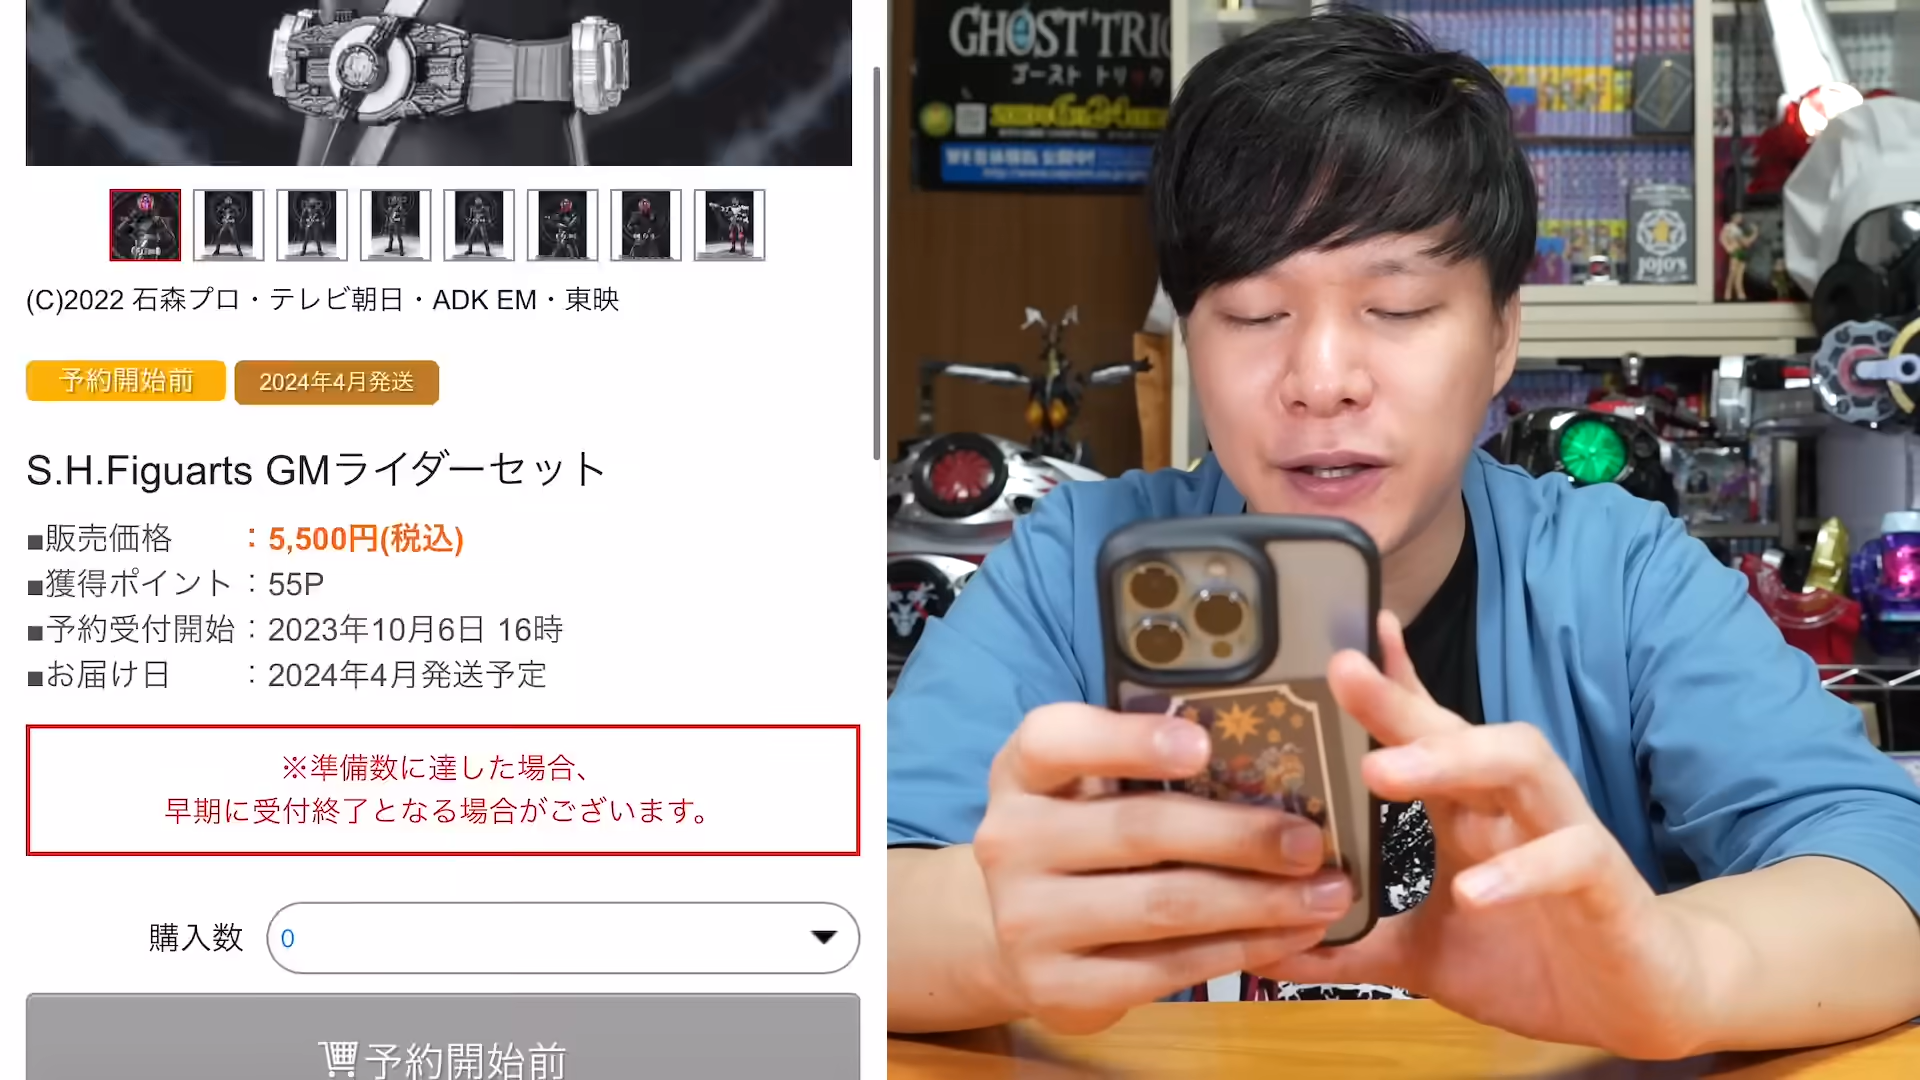 (C)2022 石森プロ・テレビ朝日・ADK EM・東映
予約開始前
2024年4月発送
S.H.Figuarts GMライダーセット
■販売価格 : 5,500円(税込)
■獲得ポイント : 55P
■予約受付開始 : 2023年10月6日 16時
■お届け日 : 2024年4月発送予定
※準備数に達した場合、
早期に受付終了となる場合がございます。
購入数 0
予約開始前
GHOST TRIC
ゴースト トリック
JOJO'S